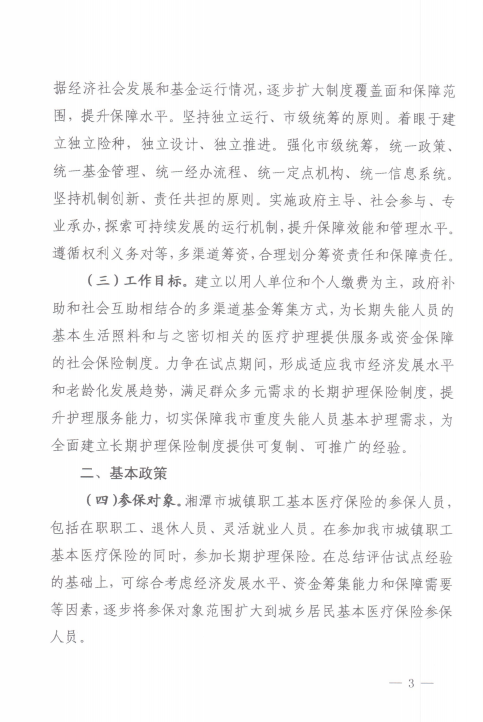 据经济社会发展和基金运行情况，逐步扩大制度覆盖面和保障范
围，提升保障水平。坚持独立运行、市级统筹的原则。着眼于建
立独立险种，独立设计、独立推进。强化市级统筹，统一政策、
统一基金管理、统一经办流程、统一定点机构、统一信息系统。
坚持机制创新、责任共担的原则。实施政府主导、社会参与、专
业承办，探索可持续发展的运行机制，提升保障效能和管理水平。
遵循权利义务对等，多渠道筹资，合理划分筹资责任和保障责任。
（三）工作目标。建立以用人单位和个人缴费为主，政府补
助和社会互助相结合的多渠道基金筹集方式，为长期失能人员的
基本生活照料和与之密切相关的医疗护理提供服务或资金保障
的社会保险制度。力争在试点期间，形成适应我市经济发展水平
和老龄化发展趋势，满足群众多元需求的长期护理保险制度，提
升护理服务能力，切实保障我市重度失能人员基本护理需求，为
全面建立长期护理保险制度提供可复制、可推广的经验。
二、基本政策
（四）参保对象。湘潭市城镇职工基本医疗保险的参保人员，
包括在职职工、退休人员、灵活就业人员。在参加我市城镇职工
基本医疗保险的同时，参加长期护理保险。在总结评估试点经验
的基础上，可综合考虑经济发展水平、资金筹集能力和保障需要
等因素，逐步将参保对象范围扩大到城乡居民基本医疗保险参保
人员。
— 3 —